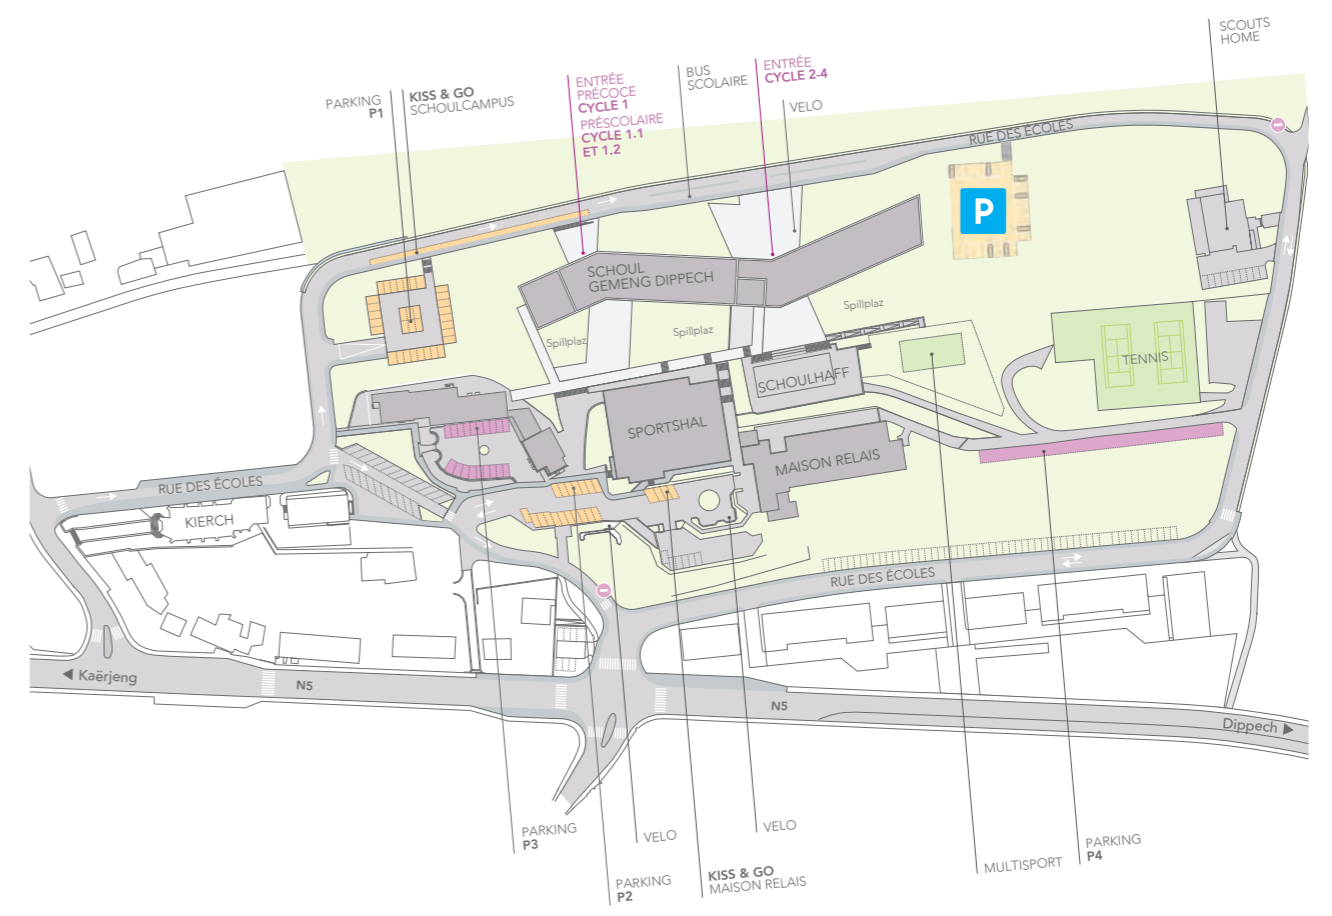 SCOUTS
HOME
ENTRÉE
CYCLE 2-4
BUS
SCOLAIRE
ENTRÉE
PRÉCOCE
CYCLE 1
PRÉSCOLAIRE
CYCLE 1.1
ET 1.2
KISS & GO
SCHOULCAMPUS
PARKING
P1
VELO
RUE DES ÉCOLES
P
SCHOUL
GEMENG DIPPECH
Spillplaz
Spillplaz
Spillplaz
TENNIS
SCHOULHAFF
SPORTSHAL
MAISON RELAIS
RUE DES ÉCOLES
KIERCH
RUE DES ÉCOLES
Kaërjeng
N5
N5
Dippech
PARKING
P3
VELO
VELO
PARKING
P4
MULTISPORT
KISS & GO
MAISON RELAIS
PARKING
P2